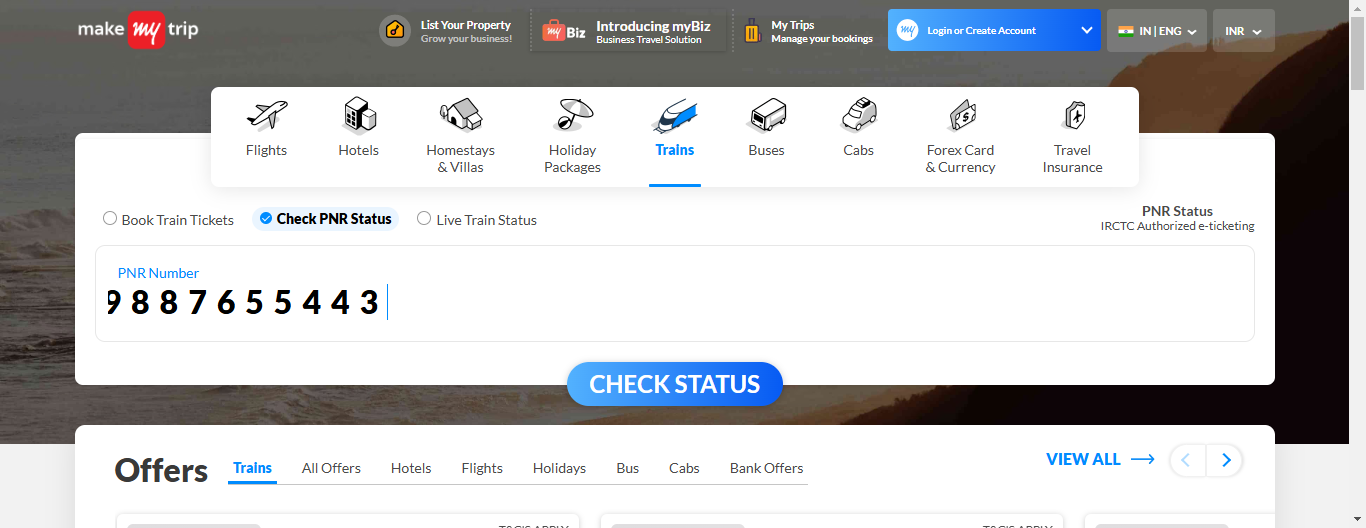 make my trip
List Your Property
Grow your business!
my Biz
Introducing myBiz
Business Travel Solution
My Trips
Manage your bookings
my
Login or Create Account
IN | ENG
INR
Flights
Hotels
Homestays
& Villas
Holiday
Packages
Trains
Buses
Cabs
Forex Card
& Currency
Travel
Insurance
Book Train Tickets
Check PNR Status
Live Train Status
PNR Status
IRCTC Authorized e-ticketing
PNR Number
9887655443
CHECK STATUS
Offers
Trains
All Offers
Hotels
Flights
Holidays
Bus
Cabs
Bank Offers
VIEW ALL
T&C'S APPLY
T&C'S APPLY